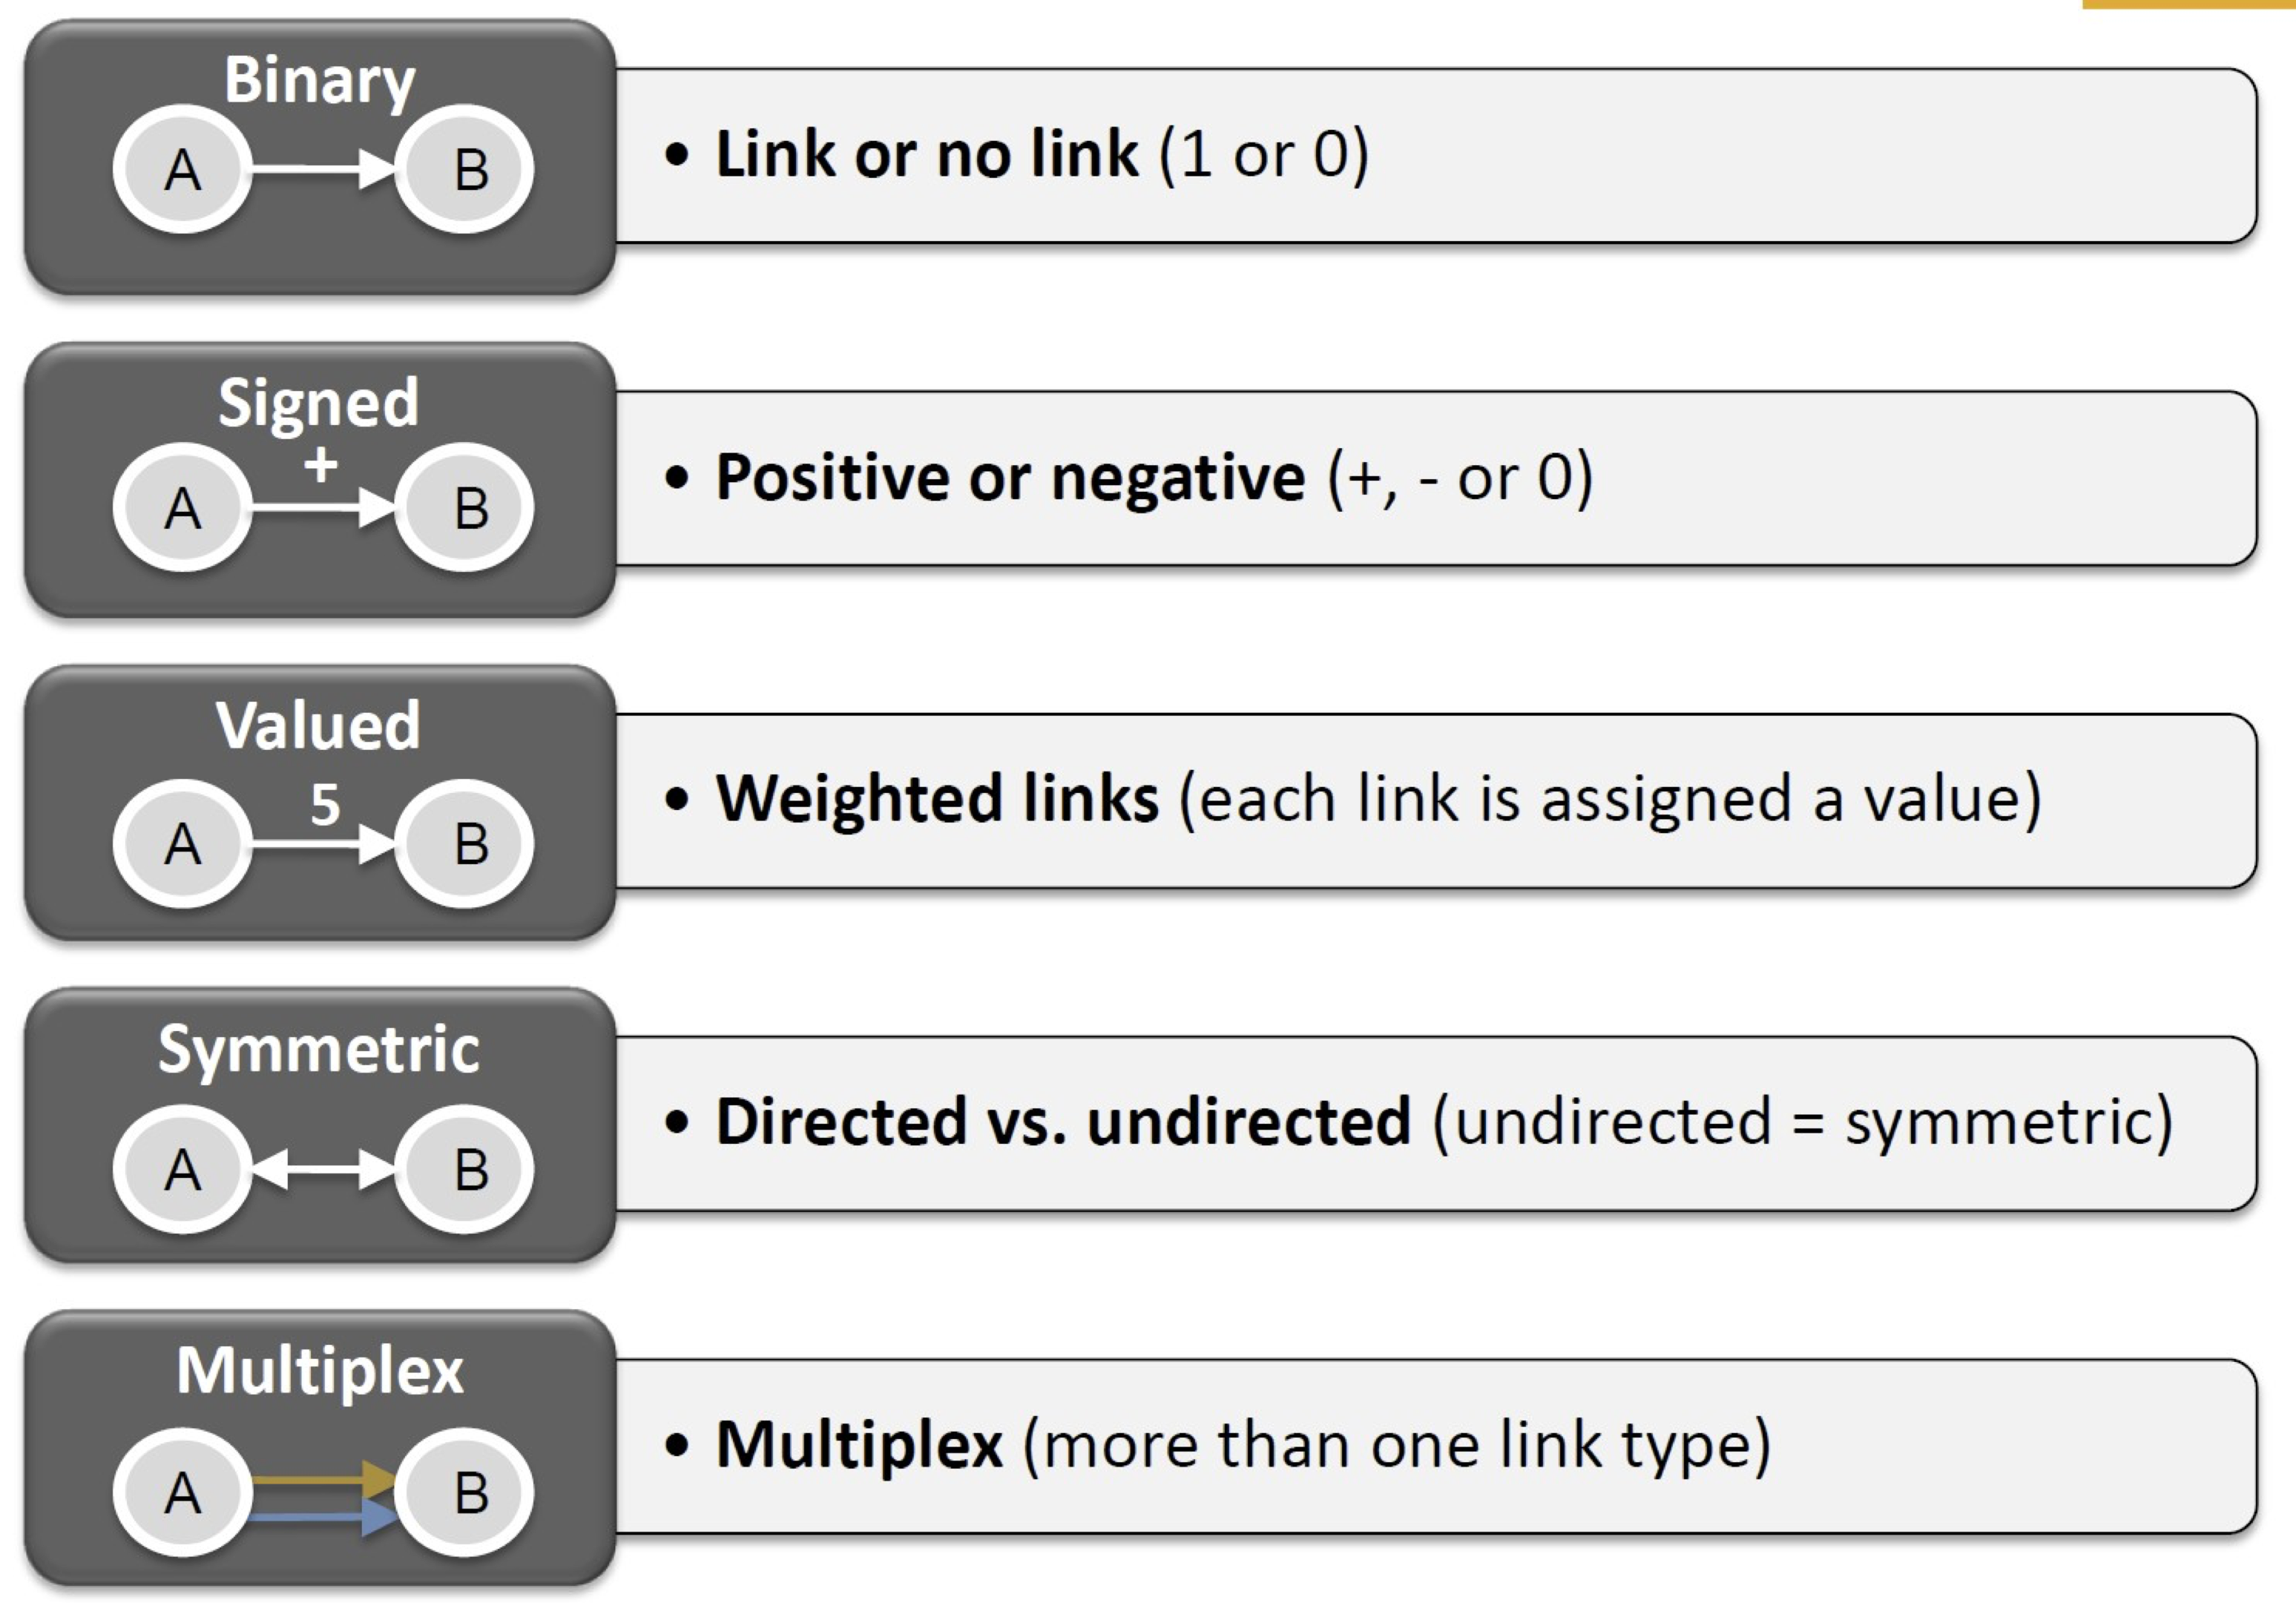 Binary
A B
• Link or no link (1 or 0)
Signed
+
A B
• Positive or negative (+, - or 0)
Valued
5
A B
• Weighted links (each link is assigned a value)
Symmetric
A B
• Directed vs. undirected (undirected = symmetric)
Multiplex
A B
• Multiplex (more than one link type)